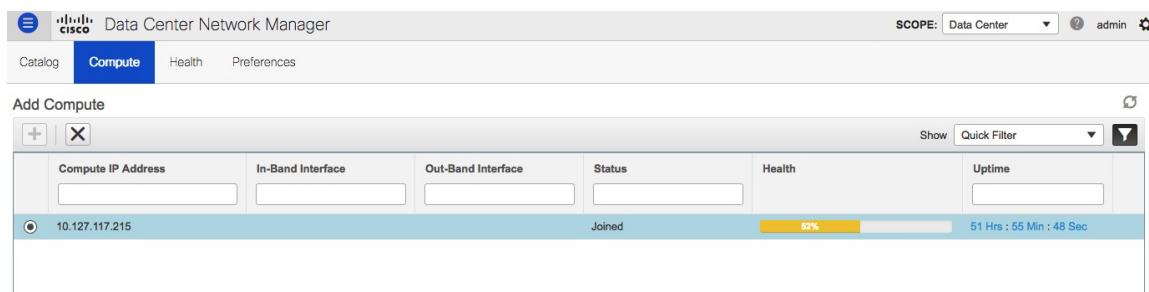 cisco Data Center Network Manager SCOPE: Data Center admin
Catalog Compute Health Preferences
Add Compute
Show Quick Filter
Compute IP Address In-Band Interface Out-Band Interface Status Health Uptime
10.127.117.215 Joined 52% 51 Hrs : 55 Min : 48 Sec